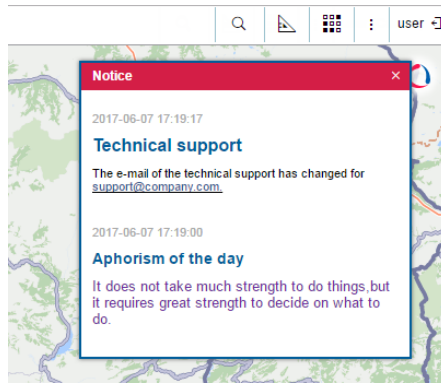 user
Notice ×
2017-06-07 17:19:17
Technical support
The e-mail of the technical support has changed for
support@company.com.
2017-06-07 17:19:00
Aphorism of the day
It does not take much strength to do things,but
it requires great strength to decide on what to
do.